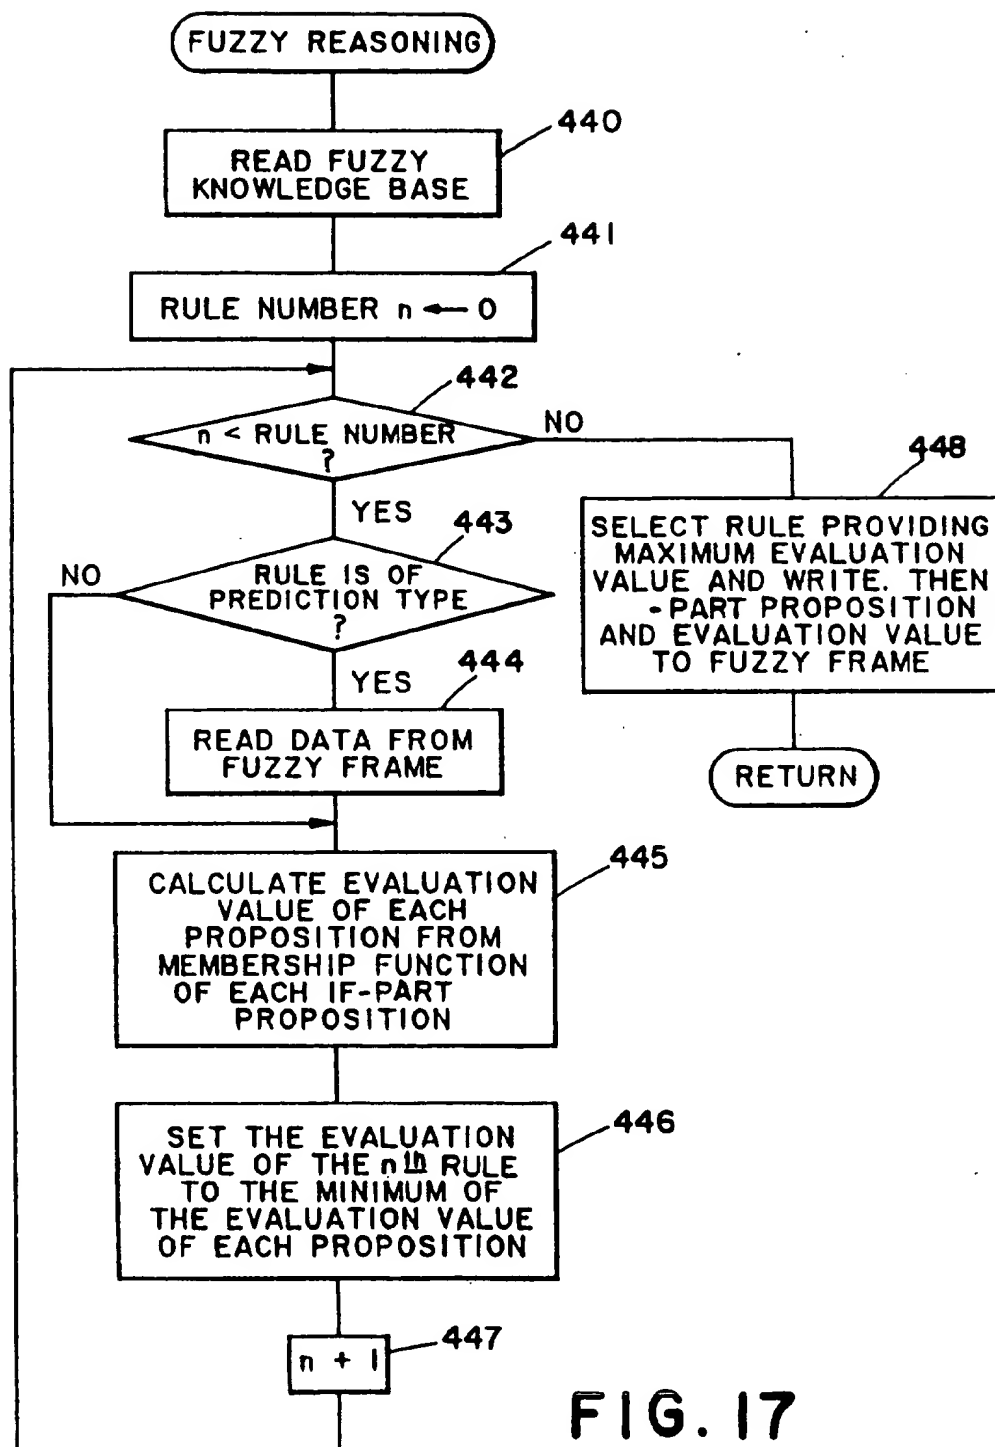 FUZZY REASONING
440
READ FUZZY
KNOWLEDGE BASE
441
RULE NUMBER n ← 0
442
n < RULE NUMBER
?
NO
YES
443
NO
RULE IS OF
PREDICTION TYPE
?
YES
444
READ DATA FROM
FUZZY FRAME
448
SELECT RULE PROVIDING
MAXIMUM EVALUATION
VALUE AND WRITE. THEN
-PART PROPOSITION
AND EVALUATION VALUE
TO FUZZY FRAME
RETURN
445
CALCULATE EVALUATION
VALUE OF EACH
PROPOSITION FROM
MEMBERSHIP FUNCTION
OF EACH IF-PART
PROPOSITION
446
SET THE EVALUATION
VALUE OF THE nth RULE
TO THE MINIMUM OF
THE EVALUATION VALUE
OF EACH PROPOSITION
447
n + 1
FIG. 17